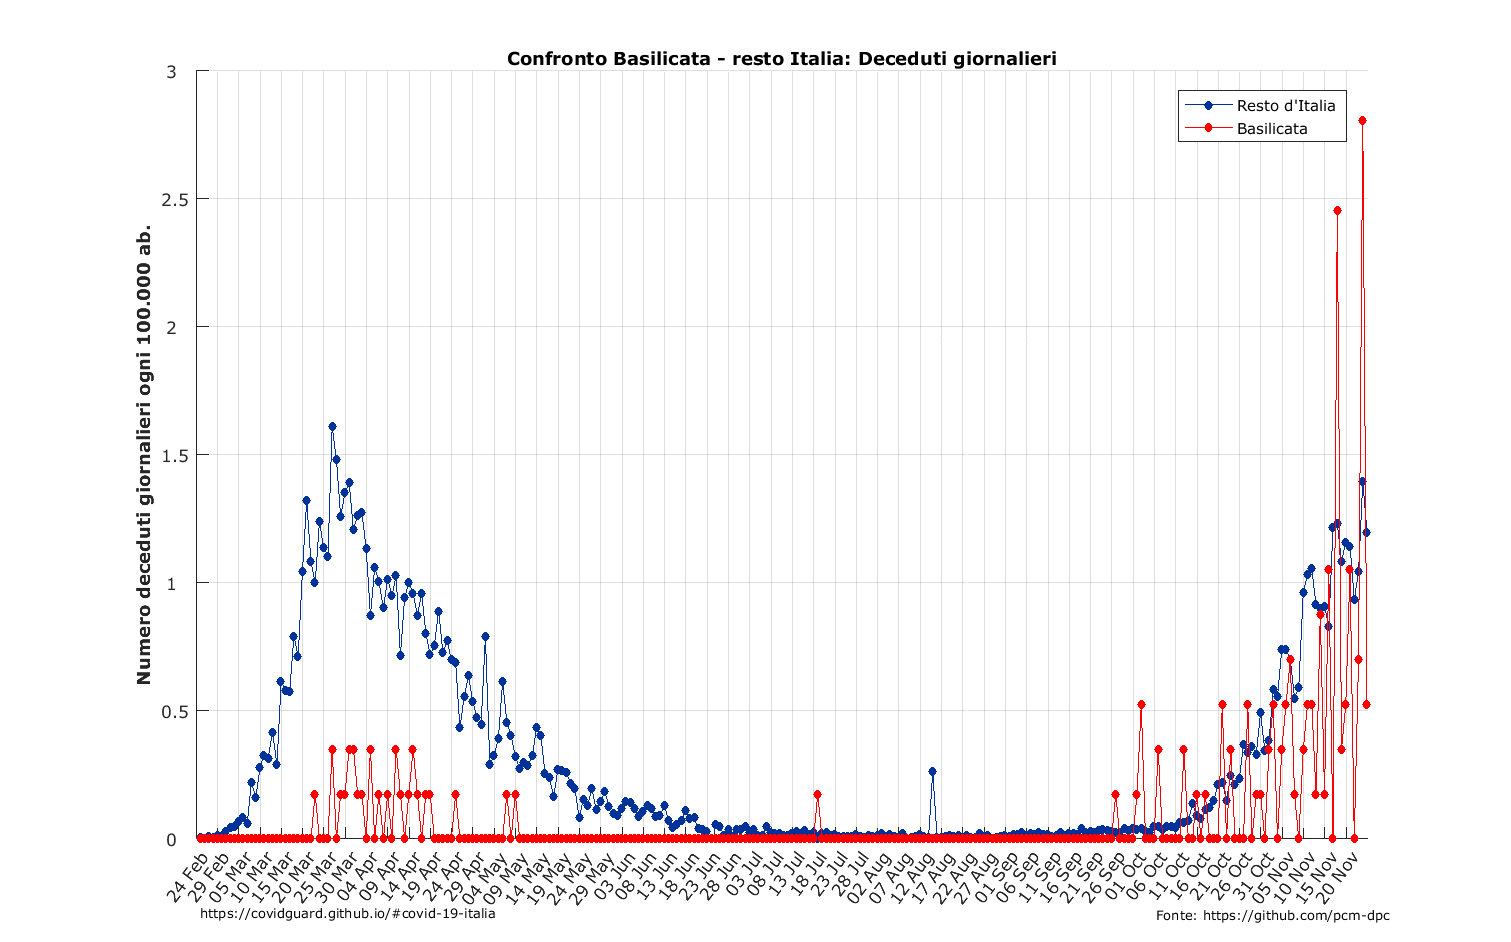 Confronto Basilicata - resto Italia: Deceduti giornalieri
Resto d'Italia
Basilicata
Numero deceduti giornalieri ogni 100.000 ab.
3
2.5
2
1.5
1
0.5
0
24 Feb
29 Feb
05 Mar
10 Mar
15 Mar
20 Mar
25 Mar
30 Mar
04 Apr
09 Apr
14 Apr
19 Apr
24 Apr
29 Apr
04 May
09 May
14 May
19 May
24 May
29 May
03 Jun
08 Jun
13 Jun
18 Jun
23 Jun
28 Jun
03 Jul
08 Jul
13 Jul
18 Jul
23 Jul
28 Jul
02 Aug
07 Aug
12 Aug
17 Aug
22 Aug
27 Aug
01 Sep
06 Sep
11 Sep
16 Sep
21 Sep
26 Sep
01 Oct
06 Oct
11 Oct
16 Oct
21 Oct
26 Oct
31 Oct
05 Nov
10 Nov
15 Nov
20 Nov
https://covidguard.github.io/#covid-19-italia
Fonte: https://github.com/pcm-dpc